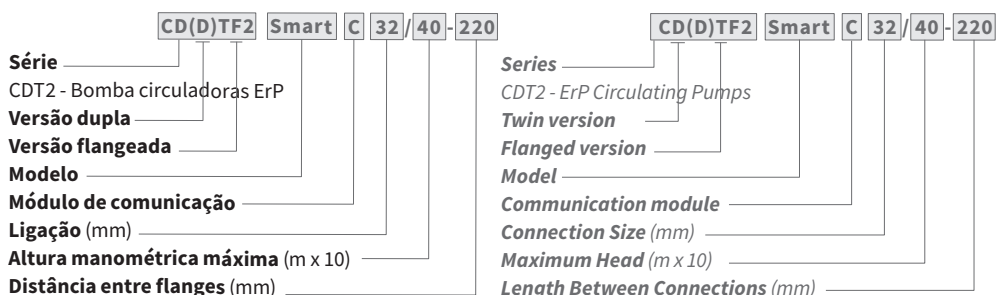 CD(D)TF2 Smart C 32/40-220
Série
CDT2 - Bomba circuladoras ErP
Versão dupla
Versão flangeada
Modelo
Módulo de comunicação
Ligação (mm)
Altura manométrica máxima (m x 10)
Distância entre flanges (mm)
CD(D)TF2 Smart C 32/40-220
Series
CDT2 - ErP Circulating Pumps
Twin version
Flanged version
Model
Communication module
Connection Size (mm)
Maximum Head (m x 10)
Length Between Connections (mm)